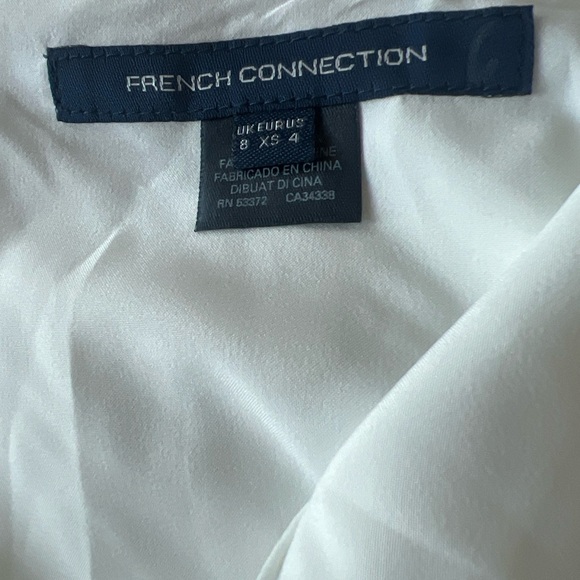 FRENCH CONNECTION
UK EUR US
8 XS 4
FABRICADO EN CHINA
DIBUAT DI CINA
RN 53372 CA34338